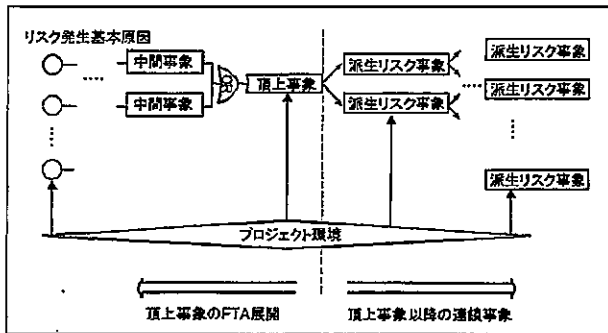 リスク発生基本原因
中間事象
中間事象
OR
頂上事象
派生リスク事象
派生リスク事象
派生リスク事象
派生リスク事象
派生リスク事象
プロジェクト環境
頂上事象のFTA展開
頂上事象以降の連鎖事象